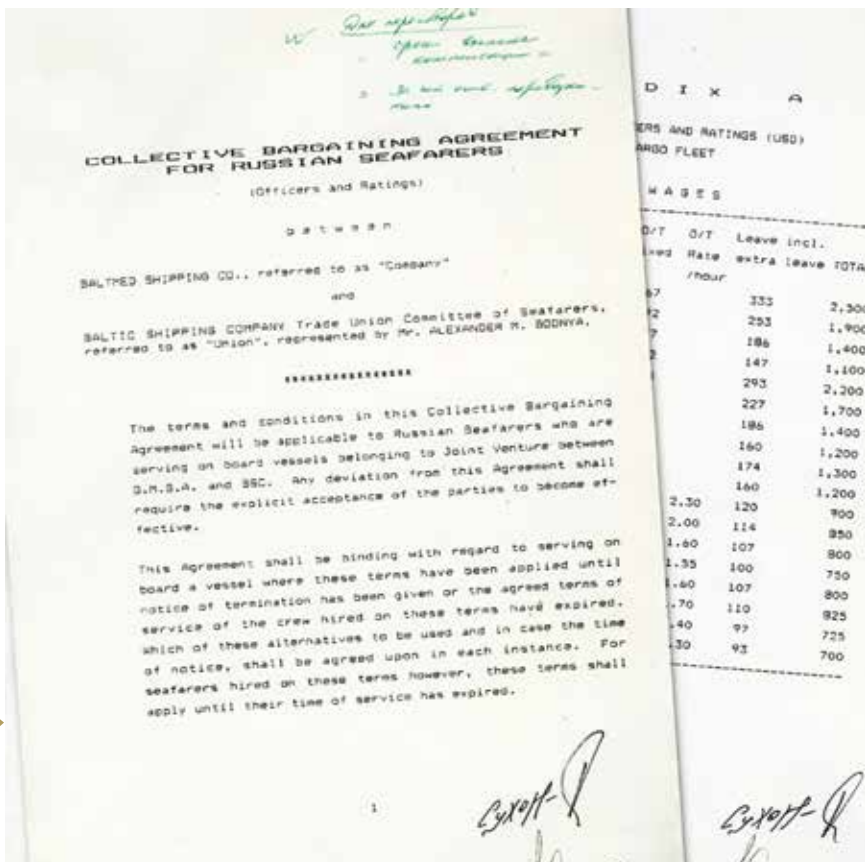 COLLECTIVE BARGAINING AGREEMENT
FOR RUSSIAN SEAFARERS
(Officers and Ratings)
between
BALTMED SHIPPING CO., referred to as "Company"
and
BALTIC SHIPPING COMPANY Trade Union Committee of Seafarers,
referred to as "Union", represented by Mr. ALEXANDER M. BODNYA.
****************
The terms and conditions in this Collective Bargaining
Agreement will be applicable to Russian Seafarers who are
serving on board vessels belonging to Joint Venture between
and BSC. Any deviation from this Agreement shall
require the explicit acceptance of the parties to become ef-
fective.
This Agreement shall be binding with regard to serving on
board a vessel where these terms have been applied until
notice of termination has been given or the agreed terms of
service of the crew hired on these terms have expired.
Which of these alternatives to be used and in case the time
of notice, shall be agreed upon in each instance. For
seafarers hired on these terms however, these terms shall
apply until their time of service has expired.
1
DIX A
ERS AND RATINGS (USD)
ARGO FLEET
WAGES
O/T O/T Leave incl.
ixed Rate extra leave TOTA
/hour
67 333 2,500
253 1,900
186 1,400
147 1,100
293 2,200
227 1,700
186 1,400
160 1,200
174 1,300
160 1,200
2.30 120 900
2.00 114 850
1.60 107 800
1.35 100 750
.60 107 800
.70 110 825
.40 97 725
.30 93 700